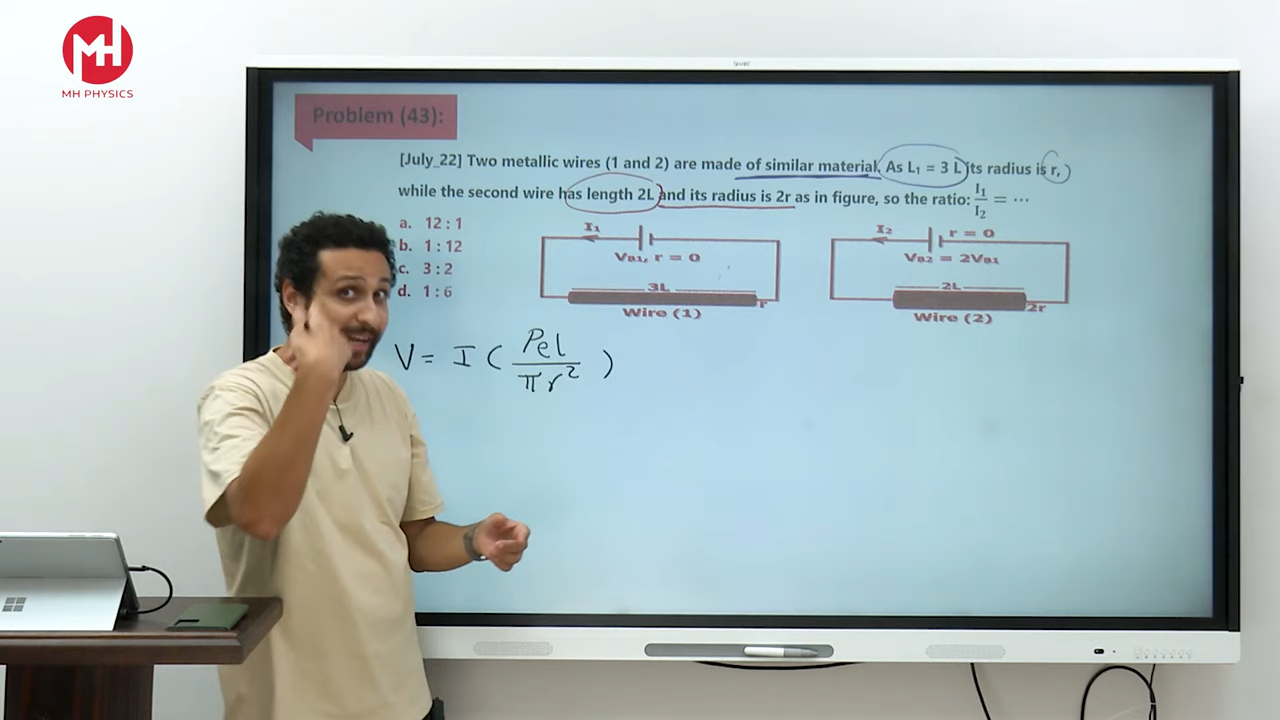 MH
MH PHYSICS
SMART
Problem (43):
[July_22] Two metallic wires (1 and 2) are made of similar material. As L₁ = 3 L its radius is r,
while the second wire has length 2L and its radius is 2r as in figure, so the ratio: I₁/I₂ = ···
a. 12 : 1
b. 1 : 12
c. 3 : 2
d. 1 : 6
I₁
V_B1, r = 0
3L
r
Wire (1)
I₂
r = 0
V_B2 = 2V_B1
2L
2r
Wire (2)
V = I ( ρ_e l / π r² )